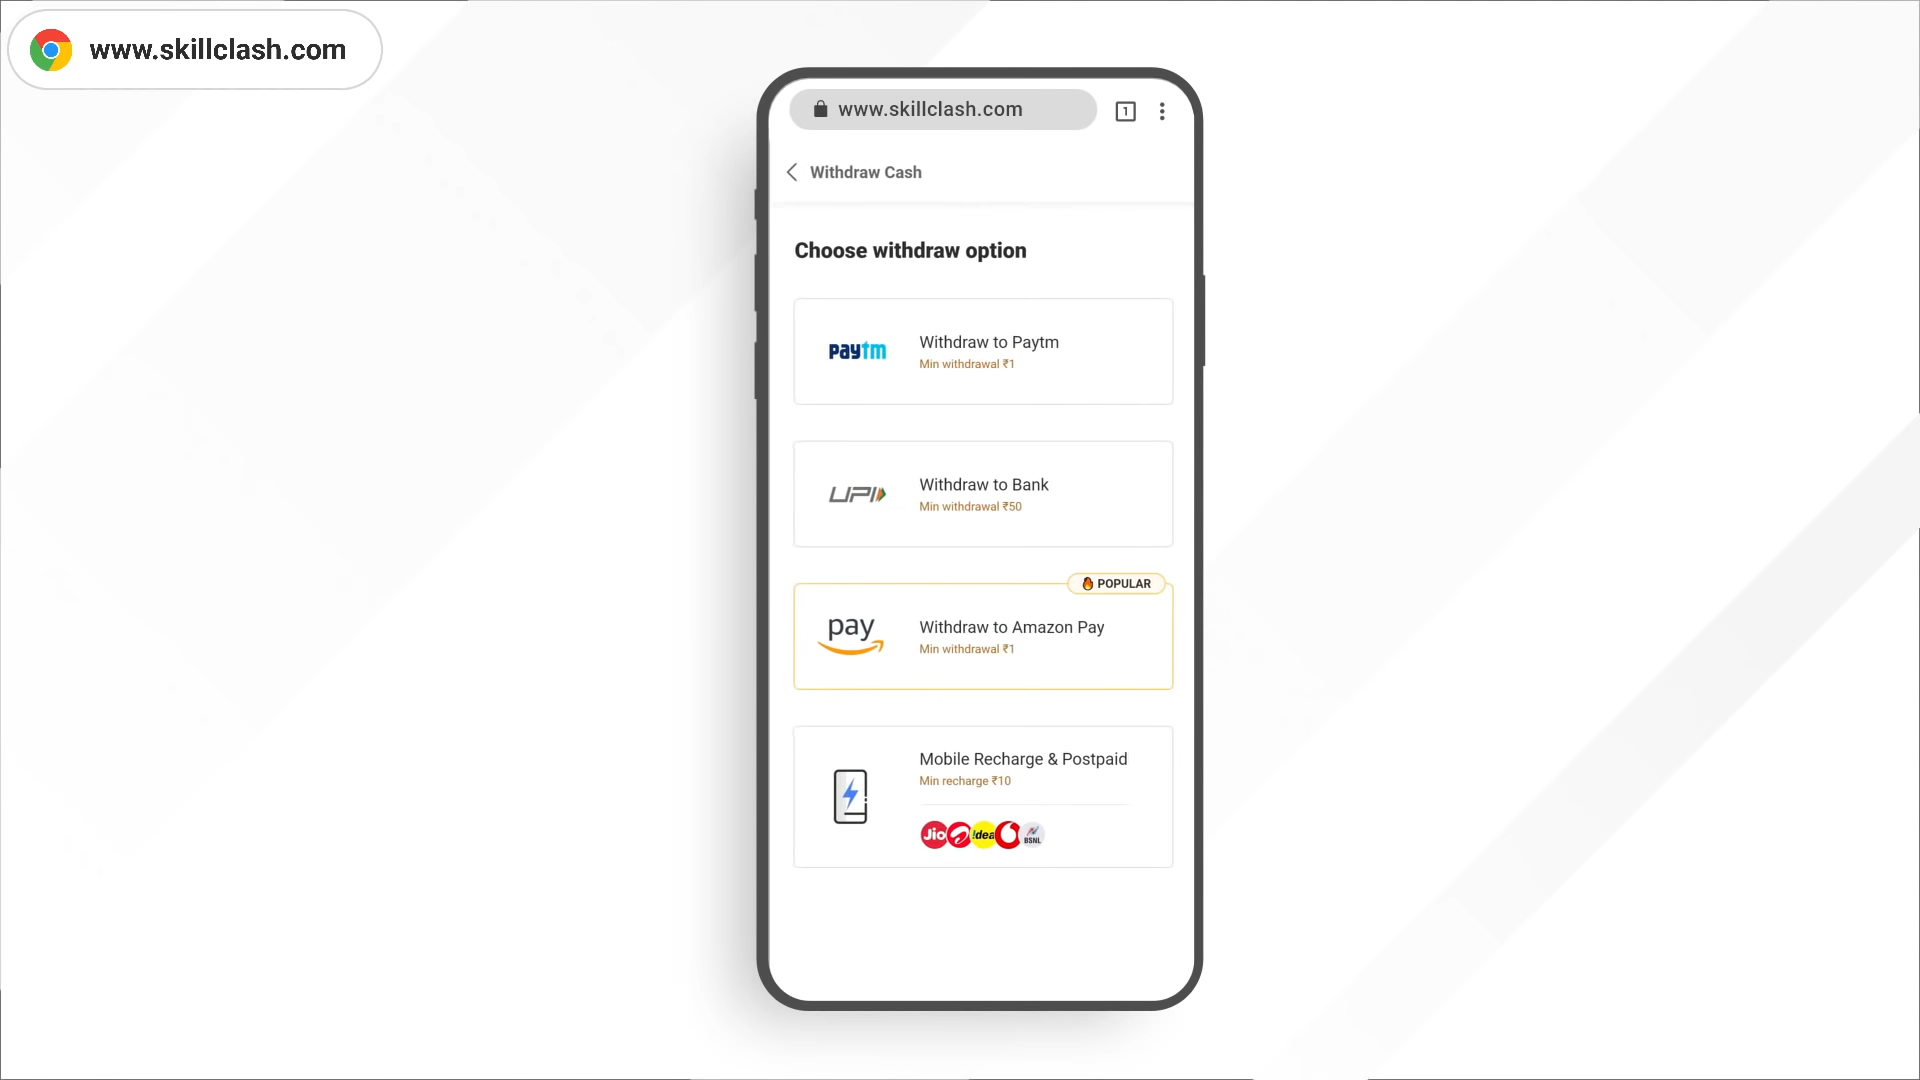 www.skillclash.com
www.skillclash.com
1
Withdraw Cash
Choose withdraw option
paytm
Withdraw to Paytm
Min withdrawal ₹1
UPI
Withdraw to Bank
Min withdrawal ₹50
POPULAR
pay
Withdraw to Amazon Pay
Min withdrawal ₹1
Mobile Recharge & Postpaid
Min recharge ₹10
Jio !dea BSNL